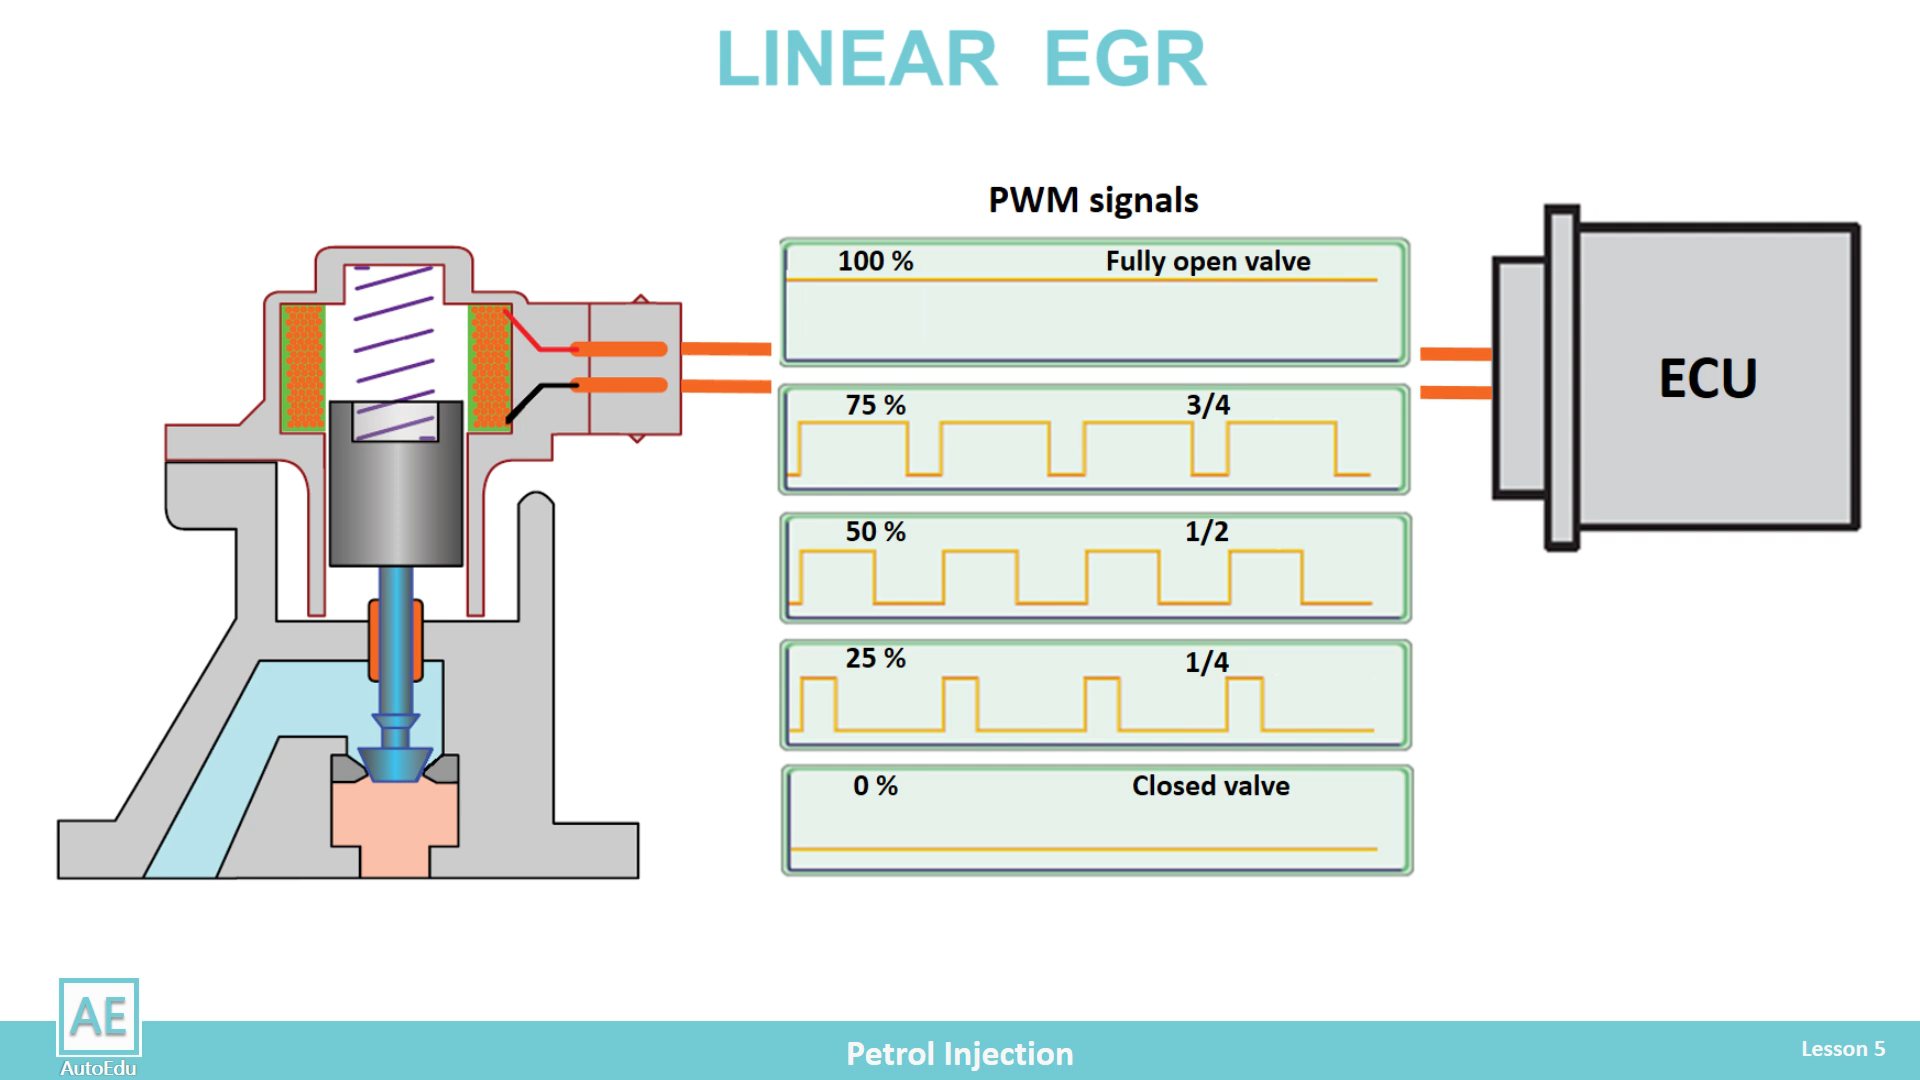 LINEAR EGR
PWM signals
100 % Fully open valve
75 % 3/4
50 % 1/2
25 % 1/4
0 % Closed valve
ECU
AE
AutoEdu
Petrol Injection
Lesson 5